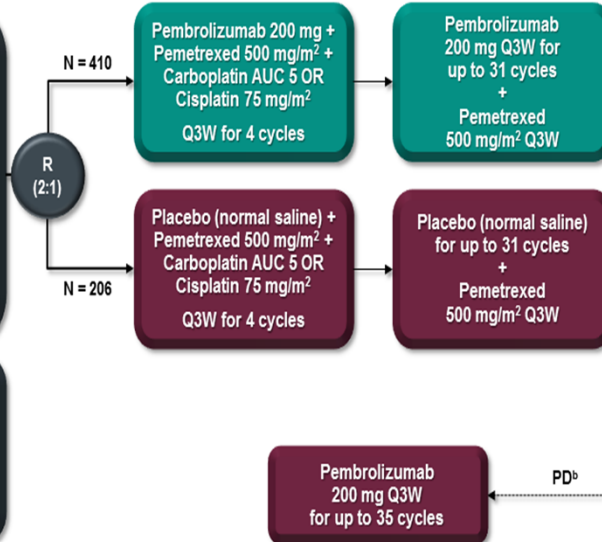 N = 410
Pembrolizumab 200 mg +
Pemetrexed 500 mg/m² +
Carboplatin AUC 5 OR
Cisplatin 75 mg/m²
Q3W for 4 cycles
Pembrolizumab
200 mg Q3W for
up to 31 cycles
+
Pemetrexed
500 mg/m² Q3W
R
(2:1)
N = 206
Placebo (normal saline) +
Pemetrexed 500 mg/m² +
Carboplatin AUC 5 OR
Cisplatin 75 mg/m²
Q3W for 4 cycles
Placebo (normal saline)
for up to 31 cycles
+
Pemetrexed
500 mg/m² Q3W
Pembrolizumab
200 mg Q3W
for up to 35 cycles
PDᵇ